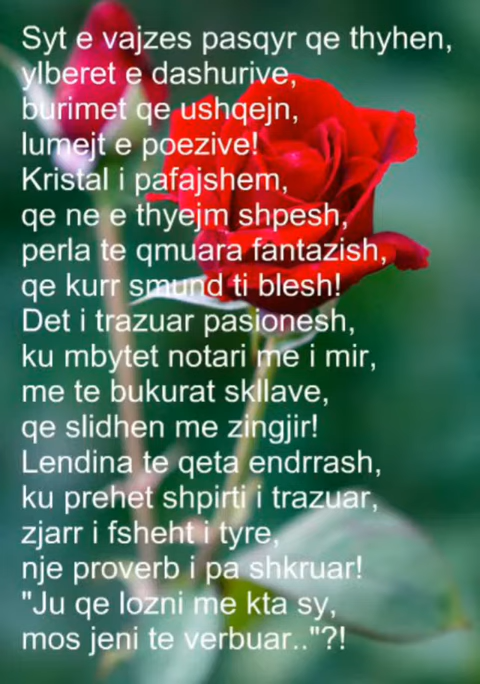 Syt e vajzes pasqyr qe thyhen,
ylberet e dashurive,
burimet qe ushqejn,
lumejt e poezive!
Kristal i pafajshem,
qe ne e thyejm shpesh,
perla te qmuara fantazish,
qe kurr smund ti blesh!
Det i trazuar pasionesh,
ku mbytet notari me i mir,
me te bukurat skllave,
qe slidhen me zingjir!
Lendina te qeta endrrash,
ku prehet shpirti i trazuar,
zjarr i fsheht i tyre,
nje proverb i pa shkruar!
"Ju qe lozni me kta sy,
mos jeni te verbuar.."?!